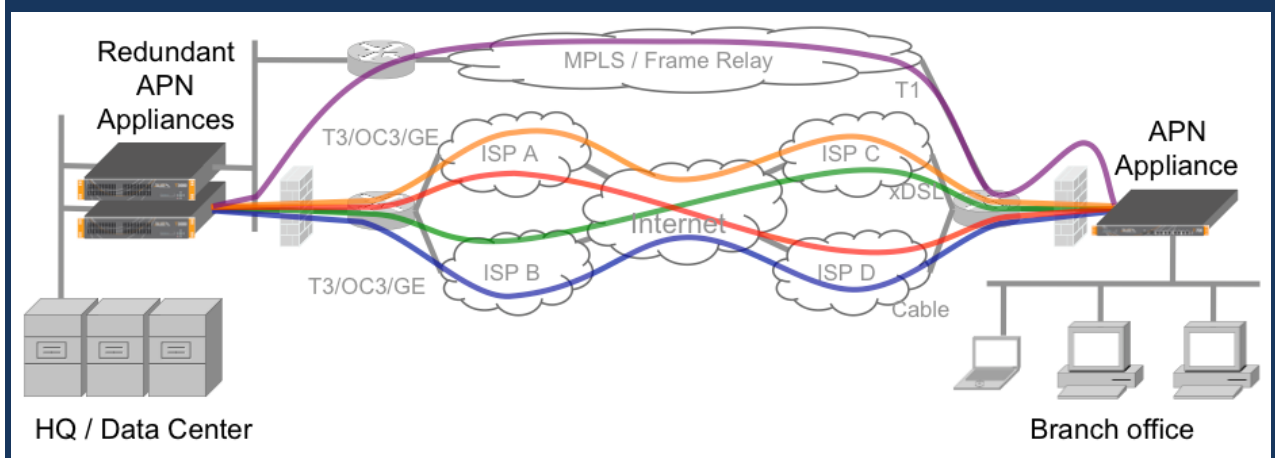 Redundant
APN
Appliances
MPLS / Frame Relay
T1
T3/OC3/GE
ISP A
ISP C
APN
Appliance
xDSL
Internet
ISP B
ISP D
T3/OC3/GE
Cable
HQ / Data Center
Branch office